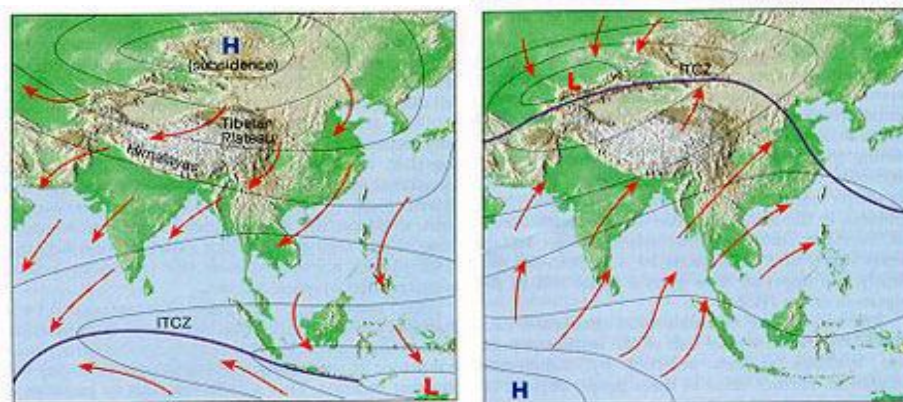 H
(subsidence)
Tibetan
Plateau
Himalayas
ITCZ
L
ITCZ
L
H